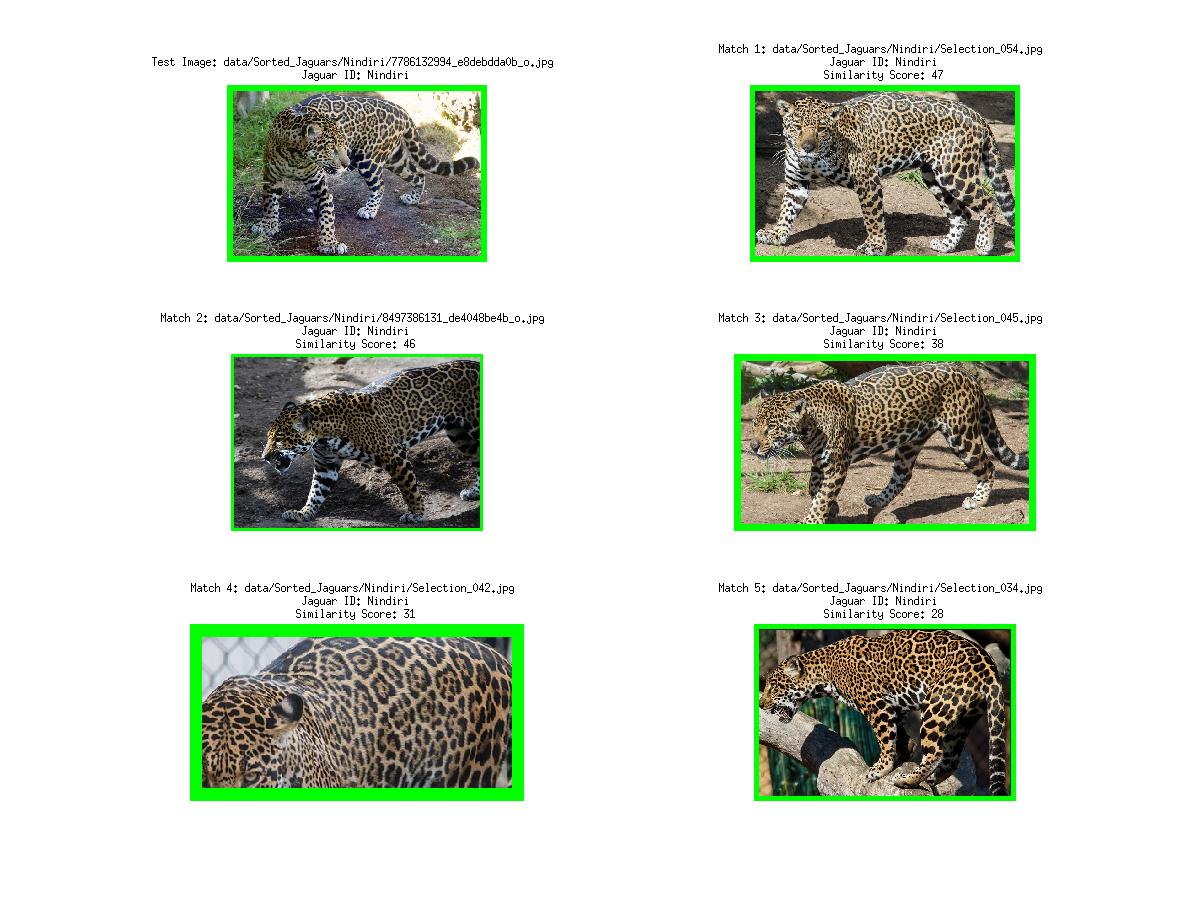 Test Image: data/Sorted_Jaguars/Nindiri/7786132994_e8debdda0b_o.jpg
Jaguar ID: Nindiri
Match 1: data/Sorted_Jaguars/Nindiri/Selection_054.jpg
Jaguar ID: Nindiri
Similarity Score: 47
Match 2: data/Sorted_Jaguars/Nindiri/8497386131_de4048be4b_o.jpg
Jaguar ID: Nindiri
Similarity Score: 46
Match 3: data/Sorted_Jaguars/Nindiri/Selection_045.jpg
Jaguar ID: Nindiri
Similarity Score: 38
Match 4: data/Sorted_Jaguars/Nindiri/Selection_042.jpg
Jaguar ID: Nindiri
Similarity Score: 31
Match 5: data/Sorted_Jaguars/Nindiri/Selection_034.jpg
Jaguar ID: Nindiri
Similarity Score: 28